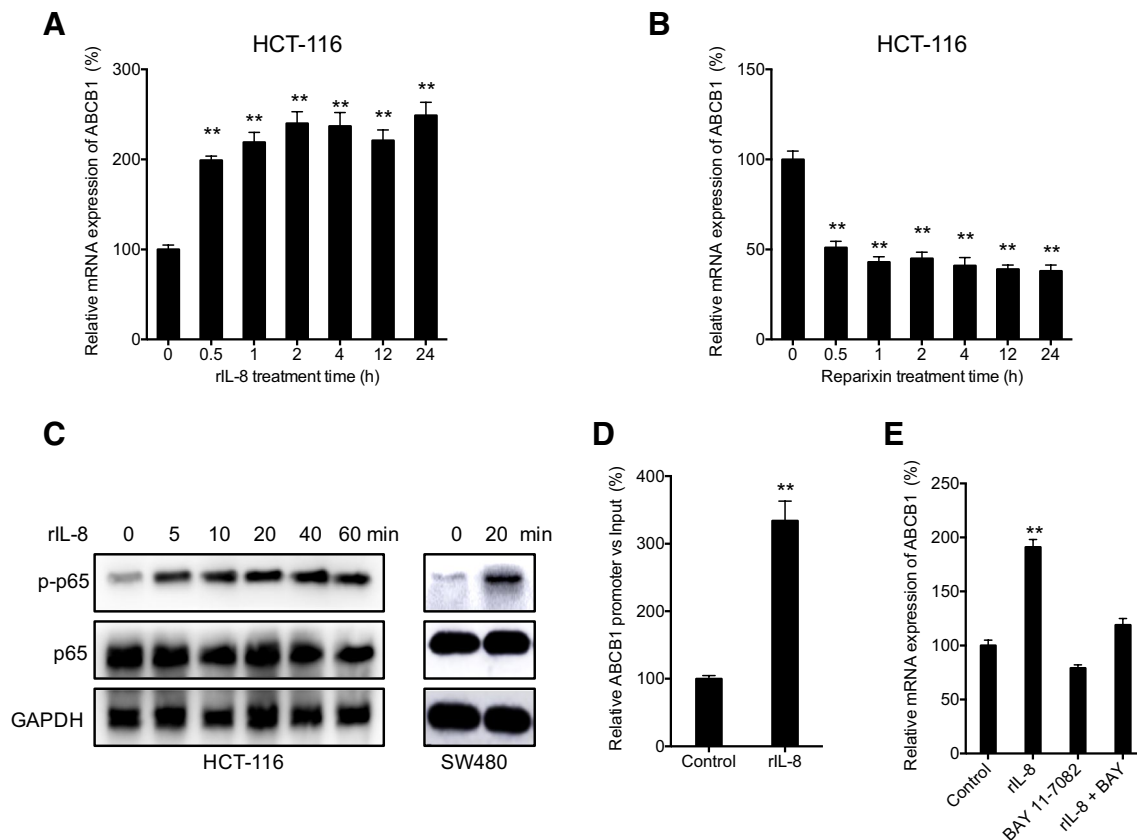 A
HCT-116
Relative mRNA expression of ABCB1 (%)
300
200
100
0
** ** ** ** ** **
0 0.5 1 2 4 12 24
rIL-8 treatment time (h)
B
HCT-116
Relative mRNA expression of ABCB1 (%)
150
100
50
0
** ** ** ** ** **
0 0.5 1 2 4 12 24
Reparixin treatment time (h)
C
rIL-8 0 5 10 20 40 60 min 0 20 min
p-p65
p65
GAPDH
HCT-116 SW480
D
Relative ABCB1 promoter vs Input (%)
400
300
200
100
0
**
Control rIL-8
E
Relative mRNA expression of ABCB1 (%)
250
200
150
100
50
0
**
Control rIL-8 BAY 11-7082 rIL-8 + BAY